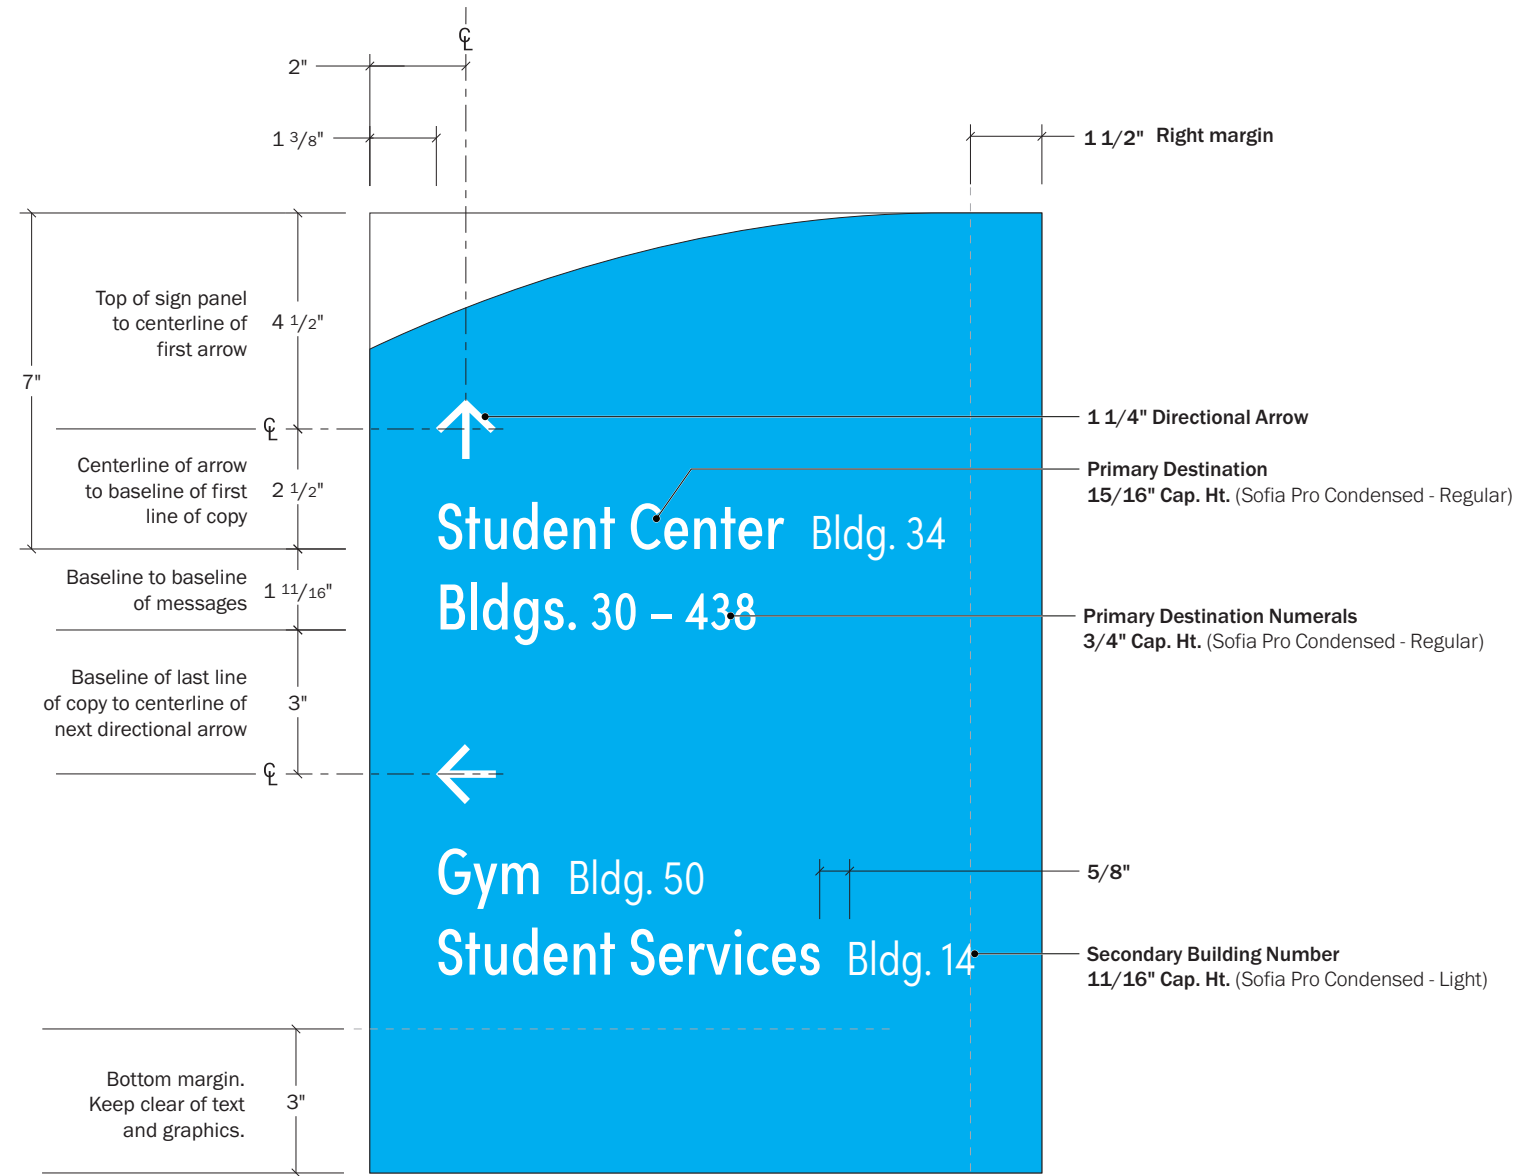 ℄
2"
1 3/8"
1 1/2" Right margin
Top of sign panel
to centerline of
first arrow
4 1/2"
7"
℄
1 1/4" Directional Arrow
Centerline of arrow
to baseline of first
line of copy
2 1/2"
Primary Destination
15/16" Cap. Ht. (Sofia Pro Condensed - Regular)
Student Center Bldg. 34
Baseline to baseline
of messages
1 11/16"
Bldgs. 30 – 438
Primary Destination Numerals
3/4" Cap. Ht. (Sofia Pro Condensed - Regular)
Baseline of last line
of copy to centerline of
next directional arrow
3"
℄
Gym Bldg. 50
5/8"
Student Services Bldg. 14
Secondary Building Number
11/16" Cap. Ht. (Sofia Pro Condensed - Light)
Bottom margin.
Keep clear of text
and graphics.
3"